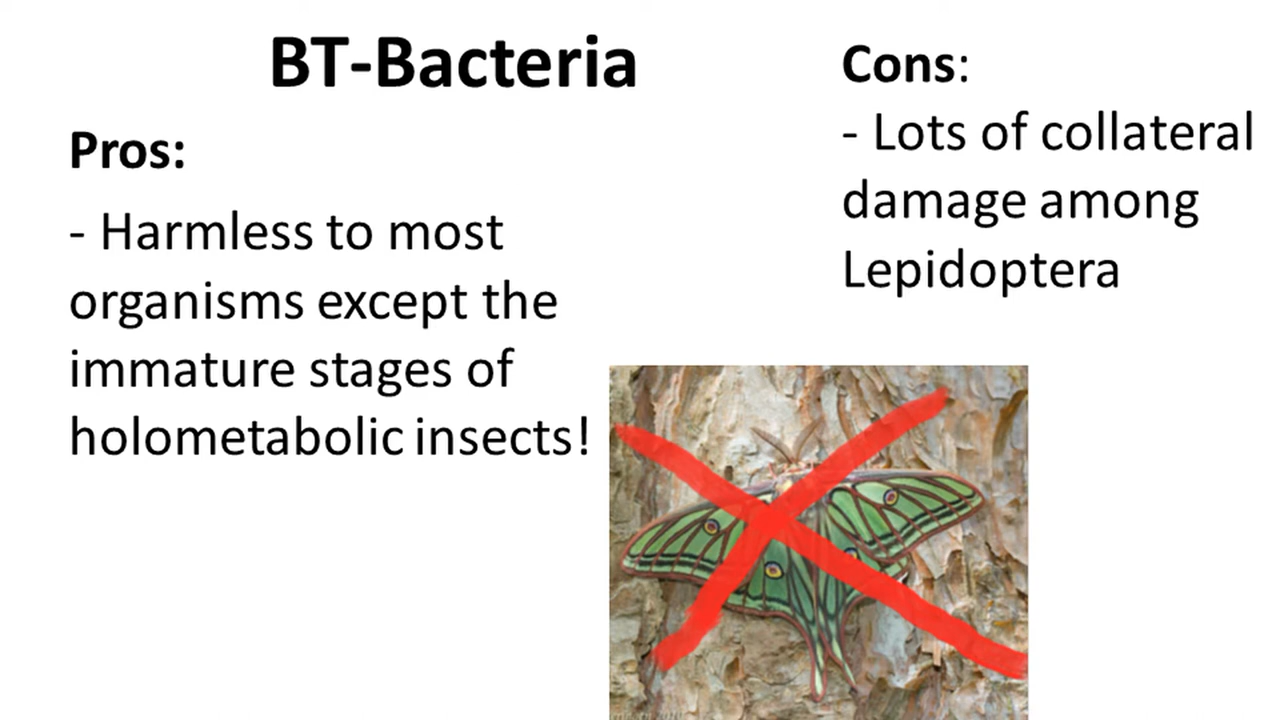 BT-Bacteria
Pros:
- Harmless to most
organisms except the
immature stages of
holometabolic insects!
Cons:
- Lots of collateral
damage among
Lepidoptera